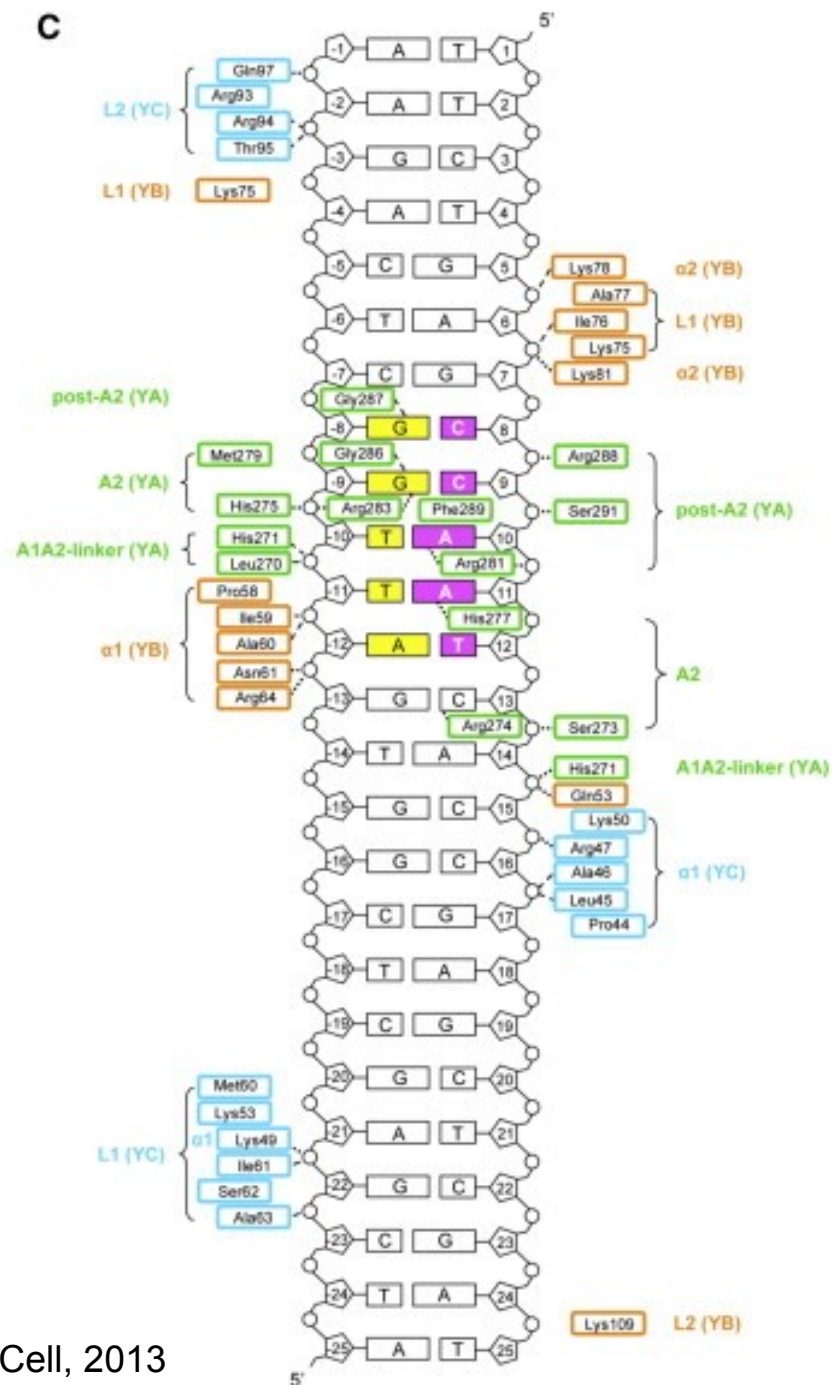 C
5'
-1 A T 1
Gln97
Arg93
-2 A T 2
L2 (YC)
Arg94
Thr95
-3 G C 3
L1 (YB) Lys75
-4 A T 4
-5 C G 5 Lys78 α2 (YB)
Ala77
-6 T A 6 Ile76 L1 (YB)
Lys75
-7 C G 7 Lys81 α2 (YB)
post-A2 (YA) Gly287
-8 G C 8
Met279 Gly286 Arg288
A2 (YA)
-9 G C 9
His275 Arg283 Phe289 Ser291 post-A2 (YA)
His271 -10 T A 10
A1A2-linker (YA)
Leu270 Arg281
Pro58 -11 T A 11
Ile59 His277
α1 (YB) Ala60 -12 A T 12
Asn61 A2
Arg64 -13 G C 13
Arg274 Ser273
-14 T A 14
His271 A1A2-linker (YA)
Gln53
-15 G C 15
Lys50
Arg47
-16 G C 16
Ala46 α1 (YC)
Leu45
-17 C G 17
Pro44
-18 T A 18
-19 C G 19
-20 G C 20
Met60
Lys53
-21 A T 21
α1 Lys49
L1 (YC)
Ile61
-22 G C 22
Ser62
Ala63
-23 C G 23
-24 T A 24
Lys109 L2 (YB)
-25 A T 25
Cell, 2013
5'